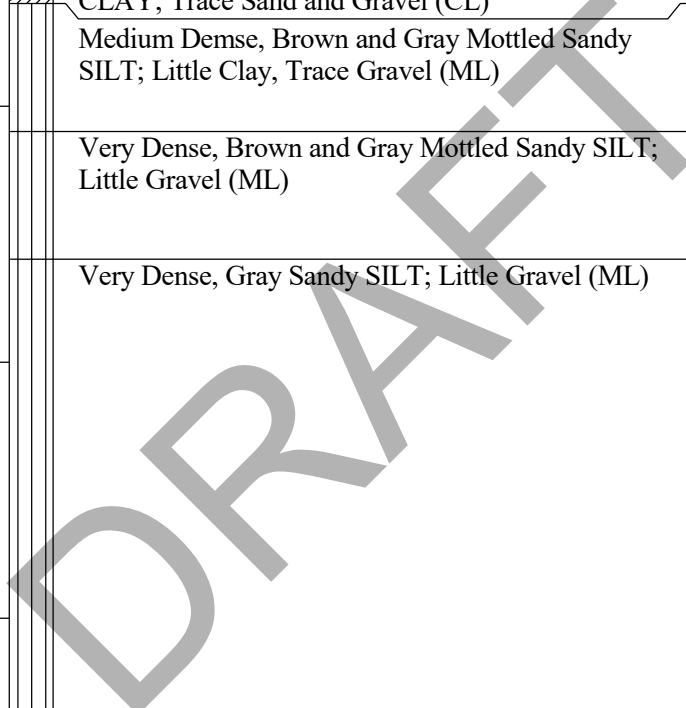 CLAY; Trace Sand and Gravel (CL)
Medium Demse, Brown and Gray Mottled Sandy
SILT; Little Clay, Trace Gravel (ML)
Very Dense, Brown and Gray Mottled Sandy SILT;
Little Gravel (ML)
Very Dense, Gray Sandy SILT; Little Gravel (ML)
DRAFT